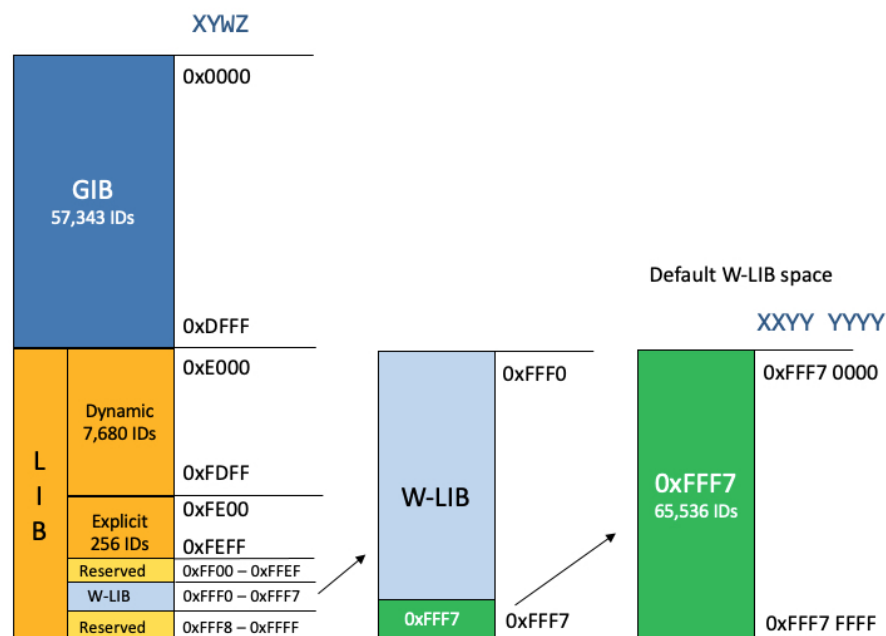 XYWZ
0x0000
GIB
57,343 IDs
0xDFFF
0xE000
Dynamic
7,680 IDs
0xFDFF
L
I
B
0xFE00
Explicit
256 IDs
0xFEFF
Reserved 0xFF00 – 0xFFEF
W-LIB 0xFFF0 – 0xFFF7
Reserved 0xFFF8 – 0xFFFF
0xFFF0
W-LIB
0xFFF7 0xFFF7
Default W-LIB space
XXYY YYYY
0xFFF7 0000
0xFFF7
65,536 IDs
0xFFF7 FFFF